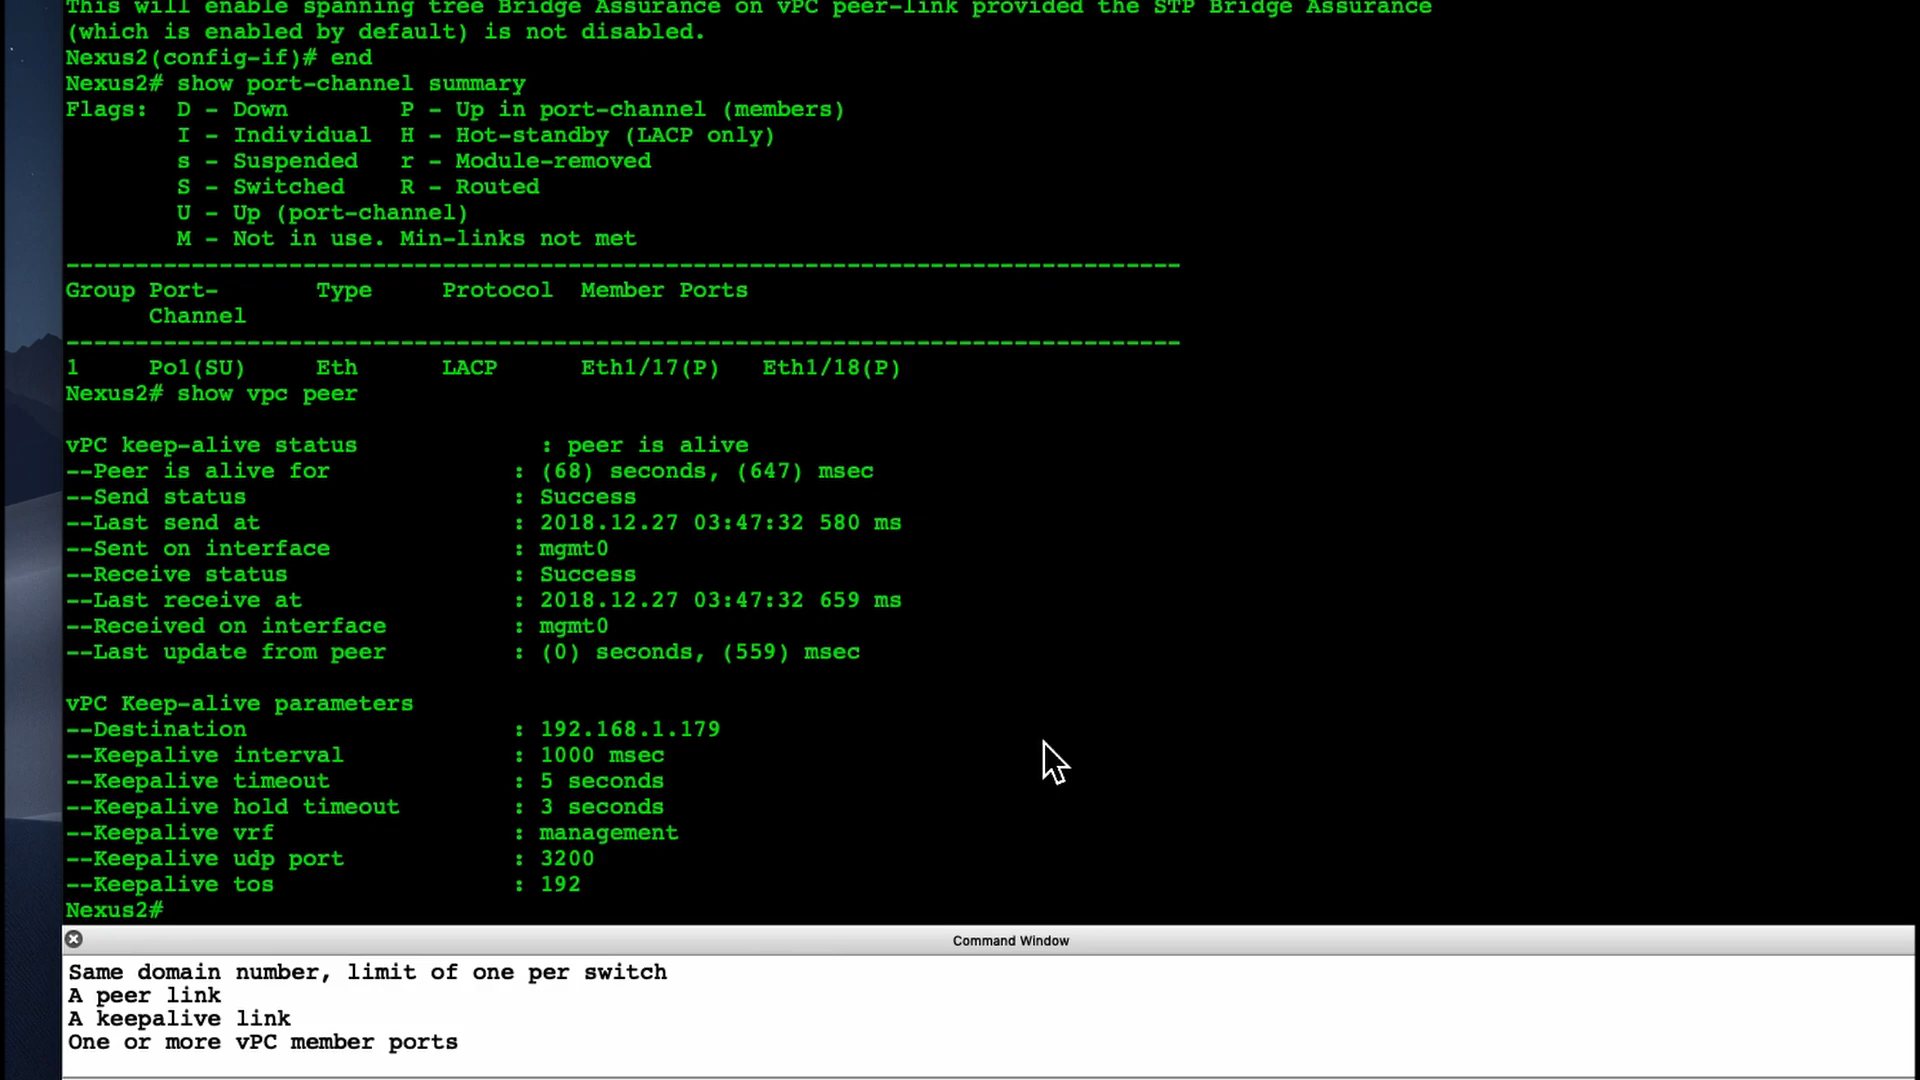 This will enable spanning tree Bridge Assurance on vPC peer-link provided the STP Bridge Assurance
(which is enabled by default) is not disabled.
Nexus2(config-if)# end
Nexus2# show port-channel summary
Flags:  D - Down        P - Up in port-channel (members)
        I - Individual  H - Hot-standby (LACP only)
        s - Suspended   r - Module-removed
        S - Switched    R - Routed
        U - Up (port-channel)
        M - Not in use. Min-links not met
--------------------------------------------------------------------------------
Group Port-       Type     Protocol  Member Ports
      Channel
--------------------------------------------------------------------------------
1     Po1(SU)     Eth      LACP      Eth1/17(P)   Eth1/18(P)
Nexus2# show vpc peer
vPC keep-alive status             : peer is alive
--Peer is alive for             : (68) seconds, (647) msec
--Send status                   : Success
--Last send at                  : 2018.12.27 03:47:32 580 ms
--Sent on interface             : mgmt0
--Receive status                : Success
--Last receive at               : 2018.12.27 03:47:32 659 ms
--Received on interface         : mgmt0
--Last update from peer         : (0) seconds, (559) msec
vPC Keep-alive parameters
--Destination                   : 192.168.1.179
--Keepalive interval            : 1000 msec
--Keepalive timeout             : 5 seconds
--Keepalive hold timeout        : 3 seconds
--Keepalive vrf                 : management
--Keepalive udp port            : 3200
--Keepalive tos                 : 192
Nexus2#
Command Window
Same domain number, limit of one per switch
A peer link
A keepalive link
One or more vPC member ports